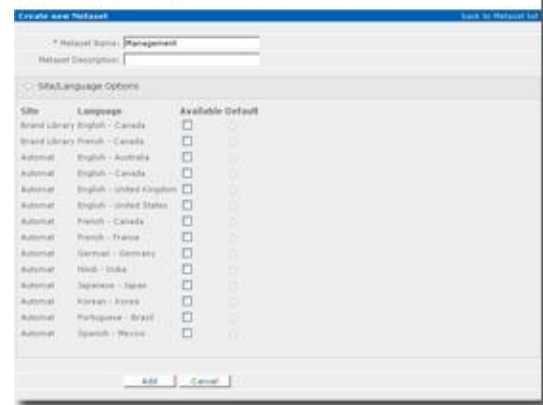 Create new Metaset back to Metaset list
* Metaset Name: Management
Metaset Description:
Site/Language Options
Site Language Available Default
Brand Library English - Canada
Brand Library French - Canada
Automat English - Australia
Automat English - Canada
Automat English - United Kingdom
Automat English - United States
Automat French - Canada
Automat French - France
Automat German - Germany
Automat Hindi - India
Automat Japanese - Japan
Automat Korean - Korea
Automat Portuguese - Brazil
Automat Spanish - Mexico
Add Cancel